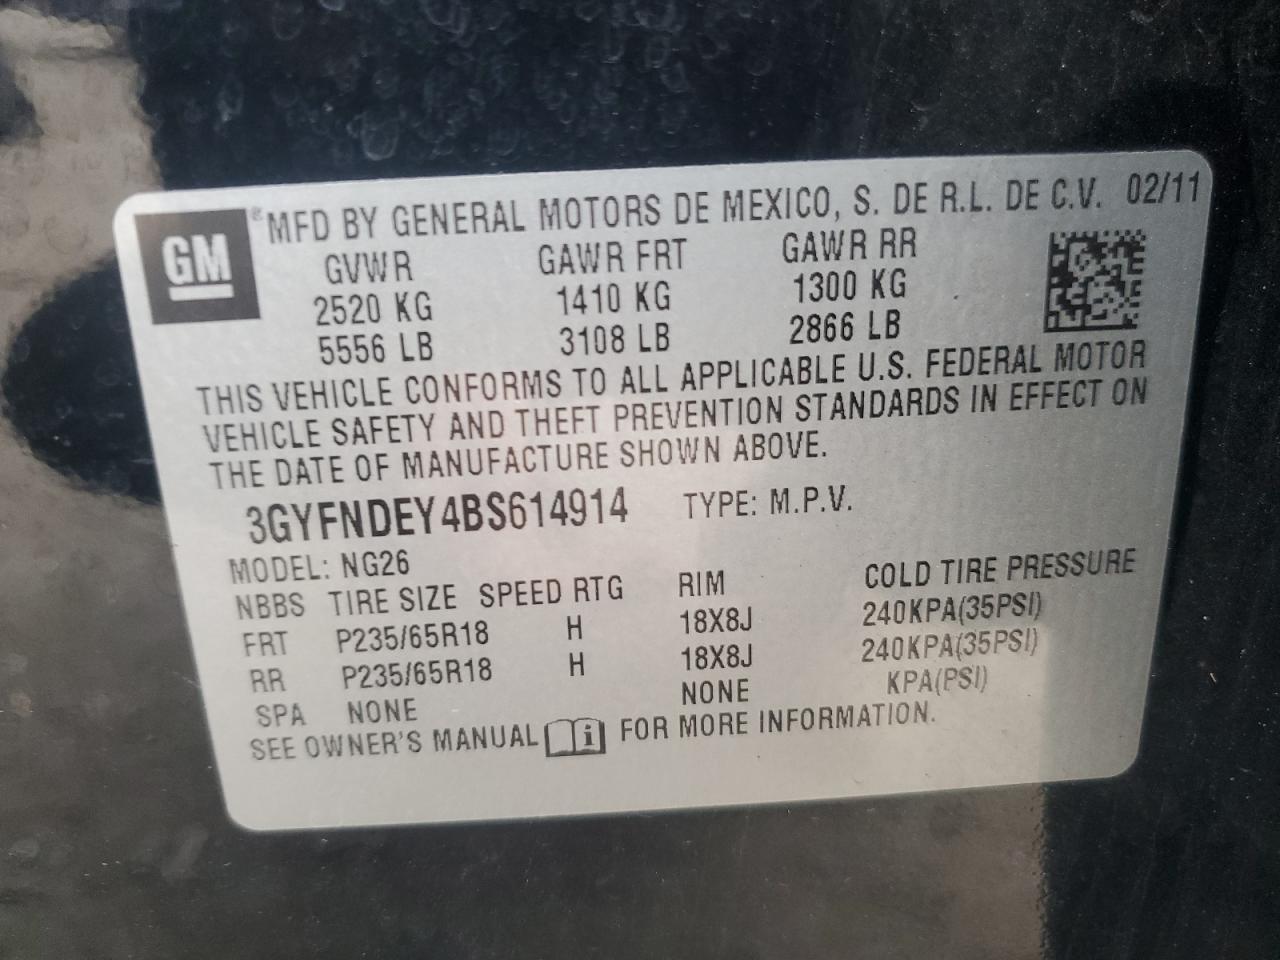 GM ® MFD BY GENERAL MOTORS DE MEXICO, S. DE R.L. DE C.V. 02/11
GVWR GAWR FRT GAWR RR
2520 KG 1410 KG 1300 KG
5556 LB 3108 LB 2866 LB
THIS VEHICLE CONFORMS TO ALL APPLICABLE U.S. FEDERAL MOTOR
VEHICLE SAFETY AND THEFT PREVENTION STANDARDS IN EFFECT ON
THE DATE OF MANUFACTURE SHOWN ABOVE.
3GYFNDEY4BS614914 TYPE: M.P.V.
MODEL: NG26
NBBS TIRE SIZE SPEED RTG RIM COLD TIRE PRESSURE
FRT P235/65R18 H 18X8J 240KPA(35PSI)
RR P235/65R18 H 18X8J 240KPA(35PSI)
SPA NONE NONE KPA(PSI)
SEE OWNER'S MANUAL i FOR MORE INFORMATION.